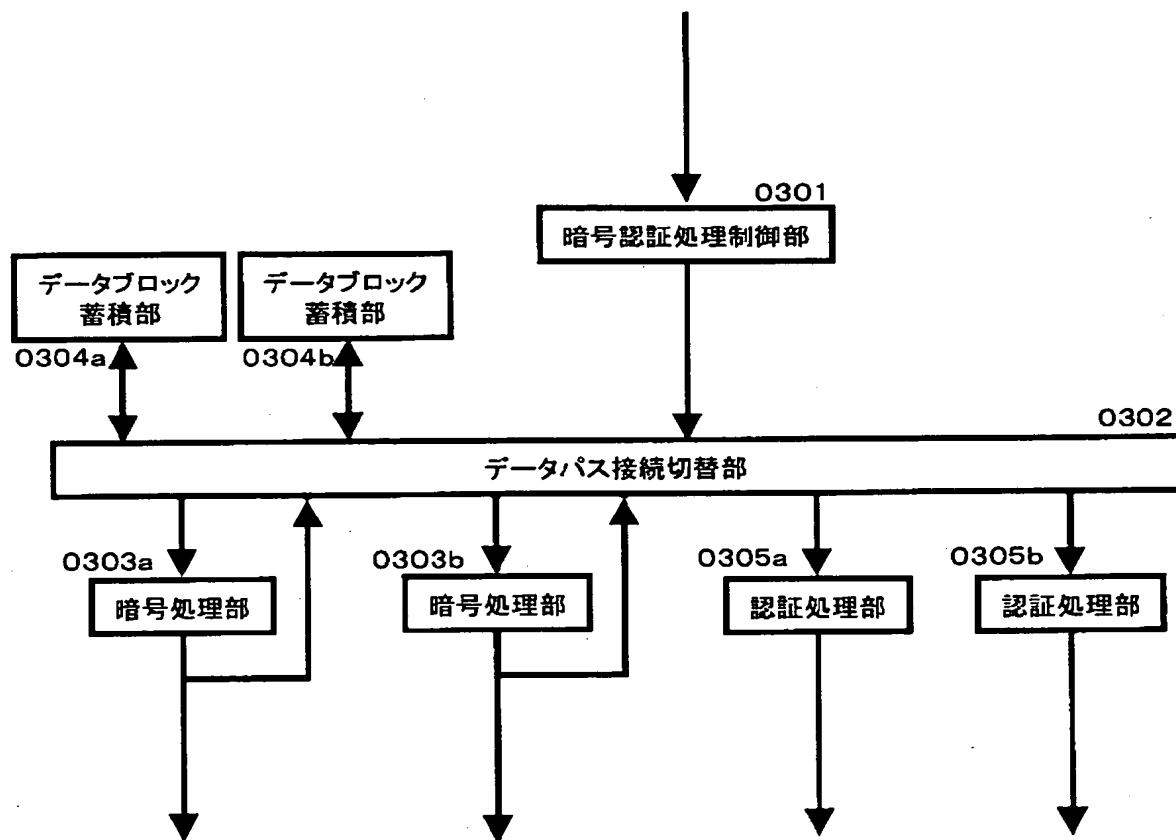 0301
暗号認証処理制御部
データブロック
蓄積部
0304a
データブロック
蓄積部
0304b
0302
データパス接続切替部
0303a
暗号処理部
0303b
暗号処理部
0305a
認証処理部
0305b
認証処理部